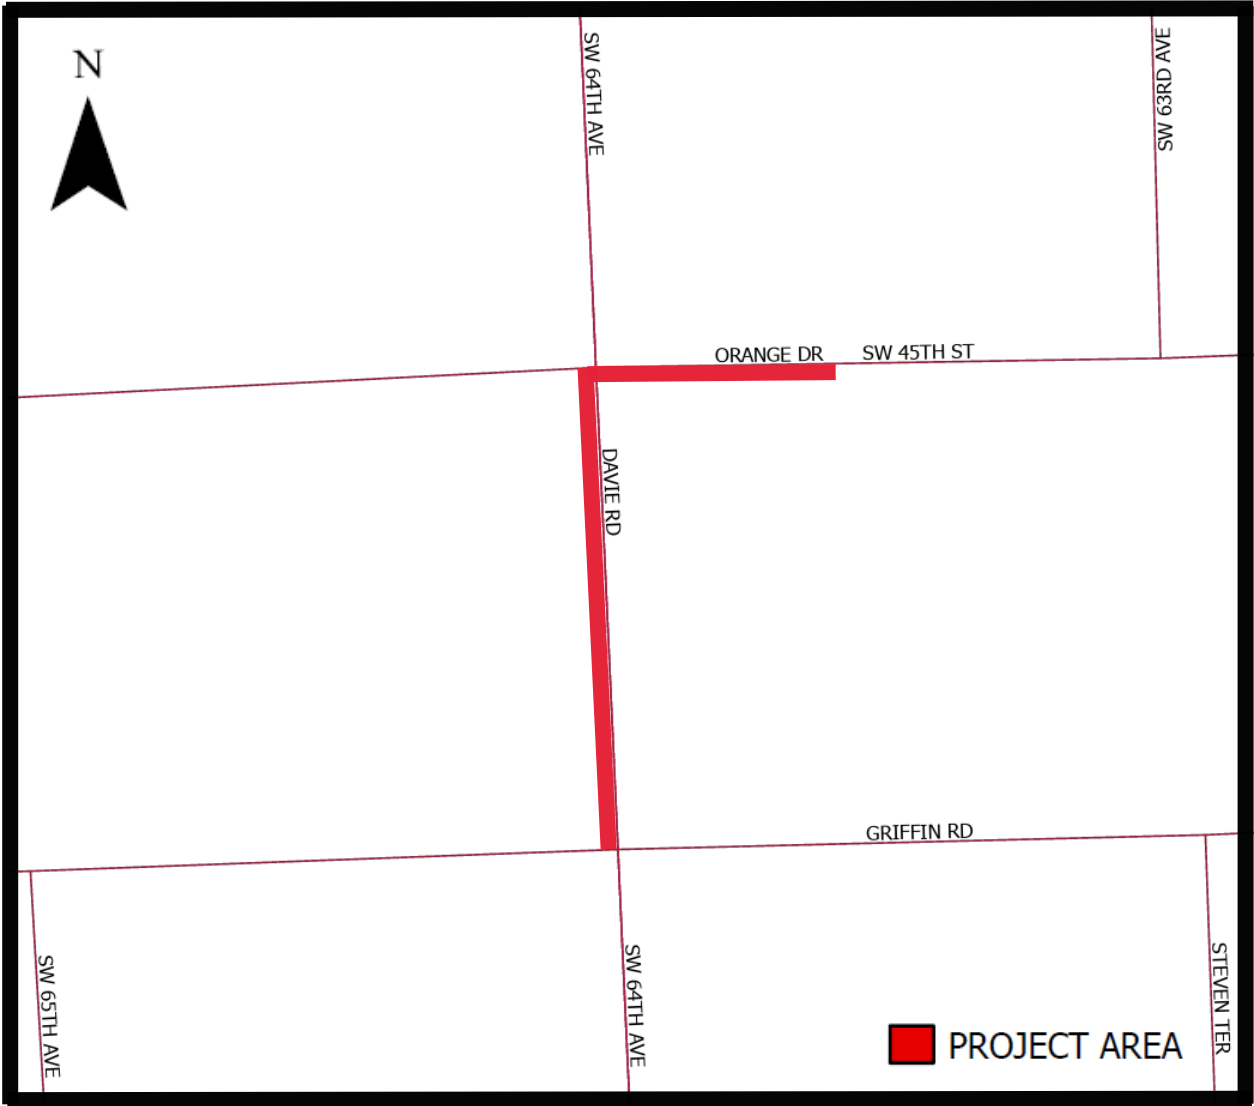 N
SW 64TH AVE
SW 63RD AVE
ORANGE DR
SW 45TH ST
DAVIE RD
GRIFFIN RD
SW 65TH AVE
SW 64TH AVE
STEVEN TER
PROJECT AREA